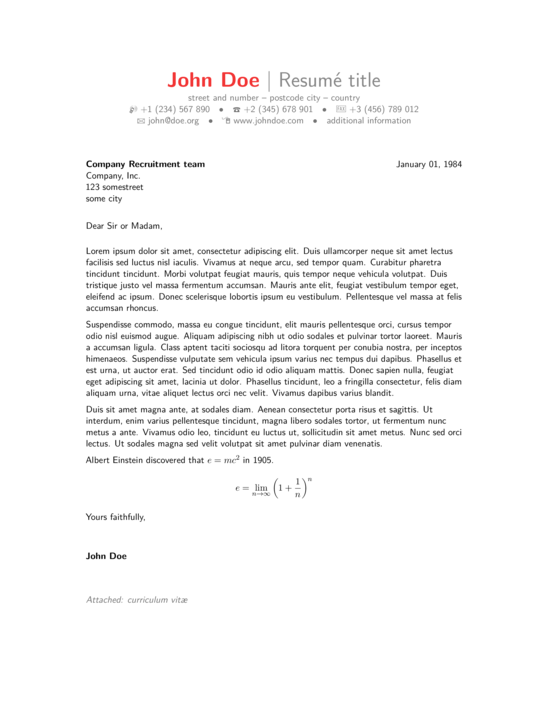 John Doe | Resumé title
street and number – postcode city – country
+1 (234) 567 890 • ☎ +2 (345) 678 901 • +3 (456) 789 012
✉ john@doe.org • www.johndoe.com • additional information
Company Recruitment team January 01, 1984
Company, Inc.
123 somestreet
some city
Dear Sir or Madam,
Lorem ipsum dolor sit amet, consectetur adipiscing elit. Duis ullamcorper neque sit amet lectus
facilisis sed luctus nisl iaculis. Vivamus at neque arcu, sed tempor quam. Curabitur pharetra
tincidunt tincidunt. Morbi volutpat feugiat mauris, quis tempor neque vehicula volutpat. Duis
tristique justo vel massa fermentum accumsan. Mauris ante elit, feugiat vestibulum tempor eget,
eleifend ac ipsum. Donec scelerisque lobortis ipsum eu vestibulum. Pellentesque vel massa at felis
accumsan rhoncus.
Suspendisse commodo, massa eu congue tincidunt, elit mauris pellentesque orci, cursus tempor
odio nisl euismod augue. Aliquam adipiscing nibh ut odio sodales et pulvinar tortor laoreet. Mauris
a accumsan ligula. Class aptent taciti sociosqu ad litora torquent per conubia nostra, per inceptos
himenaeos. Suspendisse vulputate sem vehicula ipsum varius nec tempus dui dapibus. Phasellus et
est urna, ut auctor erat. Sed tincidunt odio id odio aliquam mattis. Donec sapien nulla, feugiat
eget adipiscing sit amet, lacinia ut dolor. Phasellus tincidunt, leo a fringilla consectetur, felis diam
aliquam urna, vitae aliquet lectus orci nec velit. Vivamus dapibus varius blandit.
Duis sit amet magna ante, at sodales diam. Aenean consectetur porta risus et sagittis. Ut
interdum, enim varius pellentesque tincidunt, magna libero sodales tortor, ut fermentum nunc
metus a ante. Vivamus odio leo, tincidunt eu luctus ut, sollicitudin sit amet metus. Nunc sed orci
lectus. Ut sodales magna sed velit volutpat sit amet pulvinar diam venenatis.
Albert Einstein discovered that e = mc² in 1905.
e = lim n→∞ (1 + 1/n)ⁿ
Yours faithfully,
John Doe
Attached: curriculum vitæ